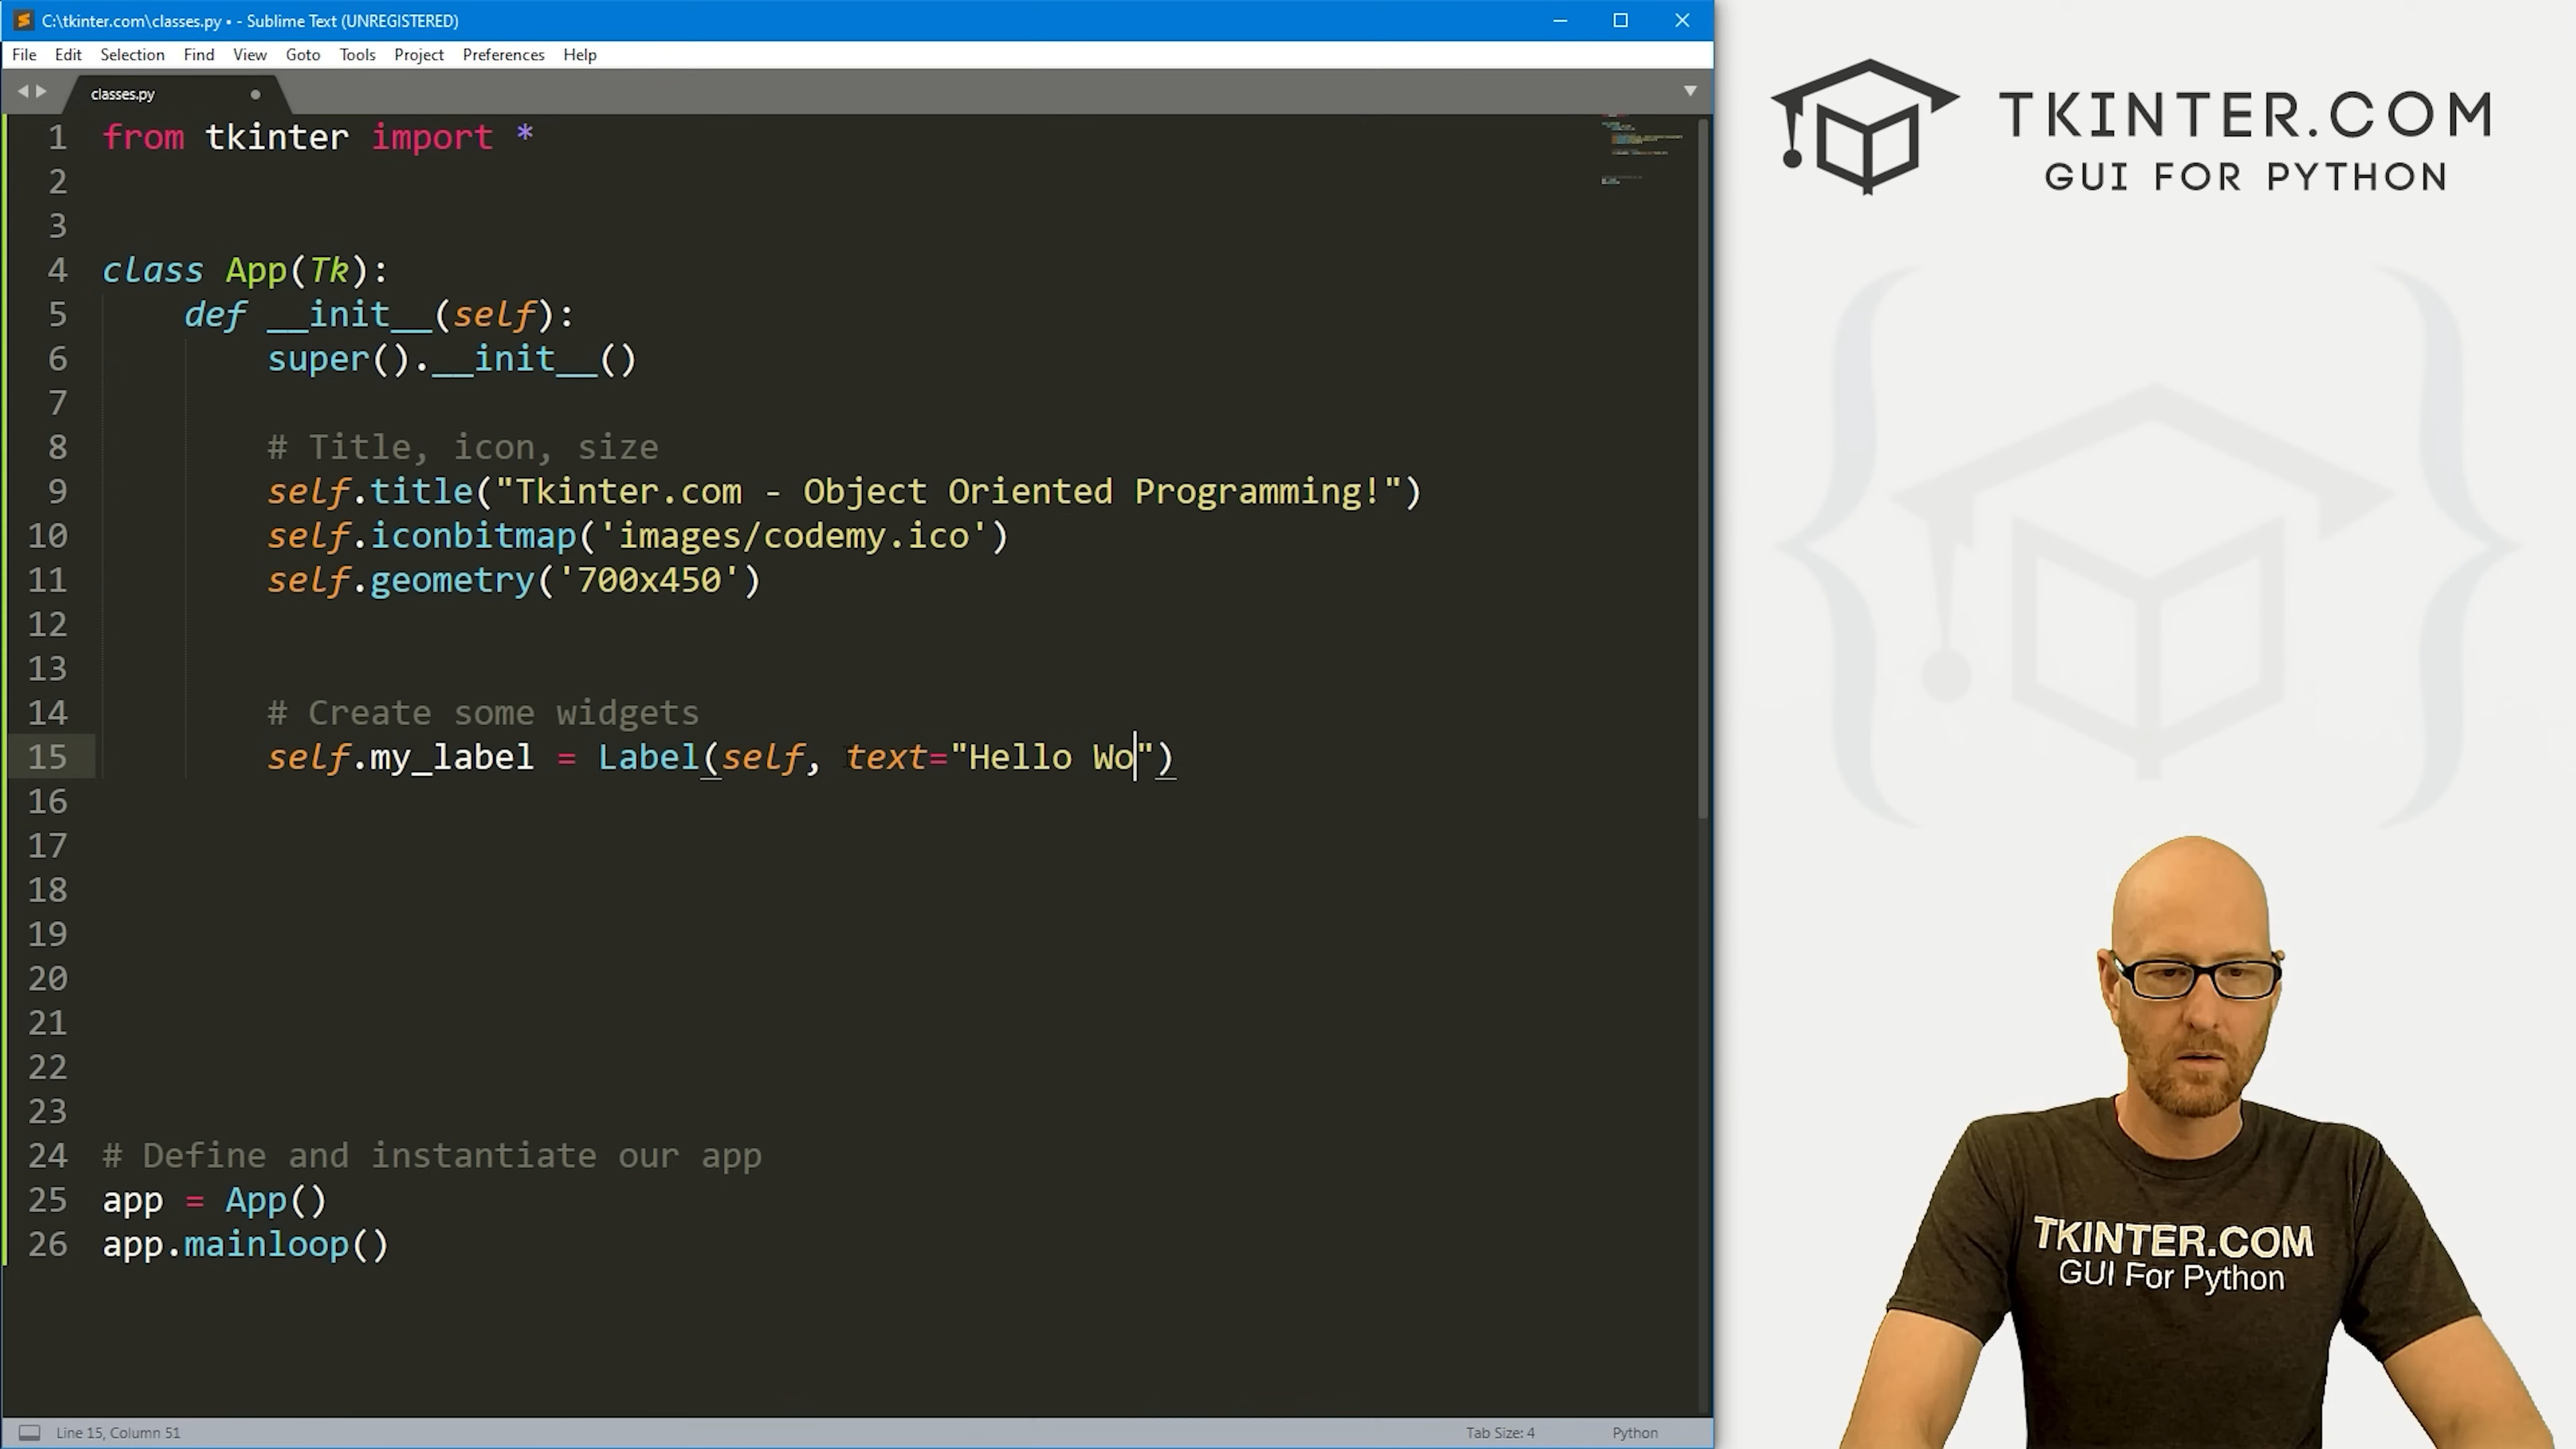 C:\tkinter.com\classes.py • - Sublime Text (UNREGISTERED)
File Edit Selection Find View Goto Tools Project Preferences Help
classes.py
1 from tkinter import *
2
3
4 class App(Tk):
5 def __init__(self):
6 super().__init__()
7
8 # Title, icon, size
9 self.title("Tkinter.com - Object Oriented Programming!")
10 self.iconbitmap('images/codemy.ico')
11 self.geometry('700x450')
12
13
14 # Create some widgets
15 self.my_label = Label(self, text="Hello Wo")
16
17
18
19
20
21
22
23
24 # Define and instantiate our app
25 app = App()
26 app.mainloop()
Line 15, Column 51
Tab Size: 4
Python
TKINTER.COM
GUI FOR PYTHON
TKINTER.COM
GUI For Python